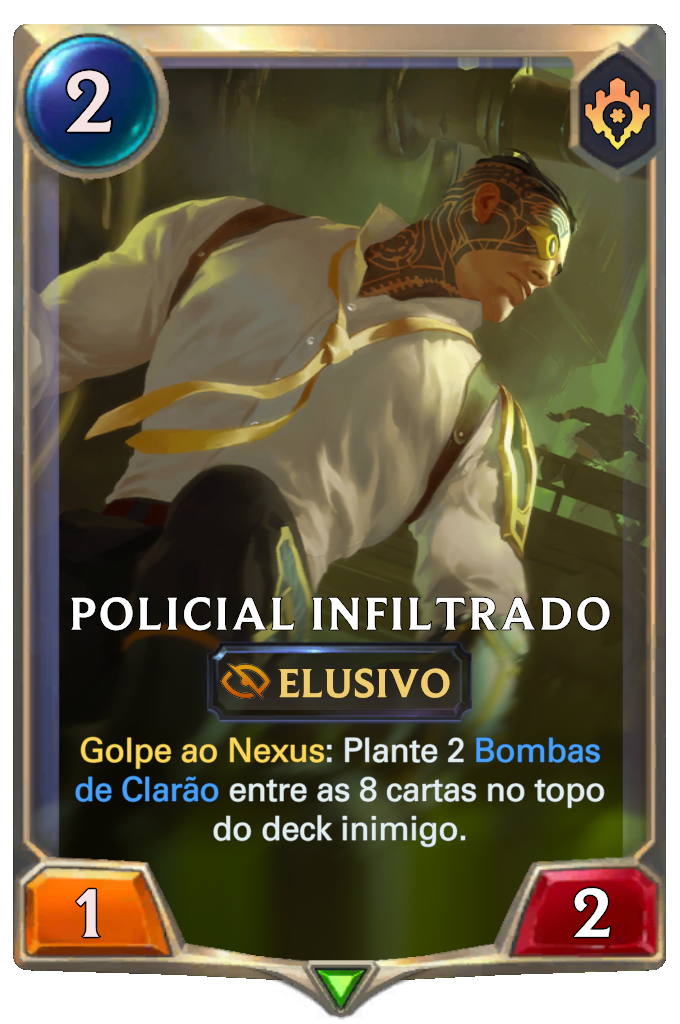 2
POLICIAL INFILTRADO
ELUSIVO
Golpe ao Nexus: Plante 2 Bombas
de Clarão entre as 8 cartas no topo
do deck inimigo.
1
2